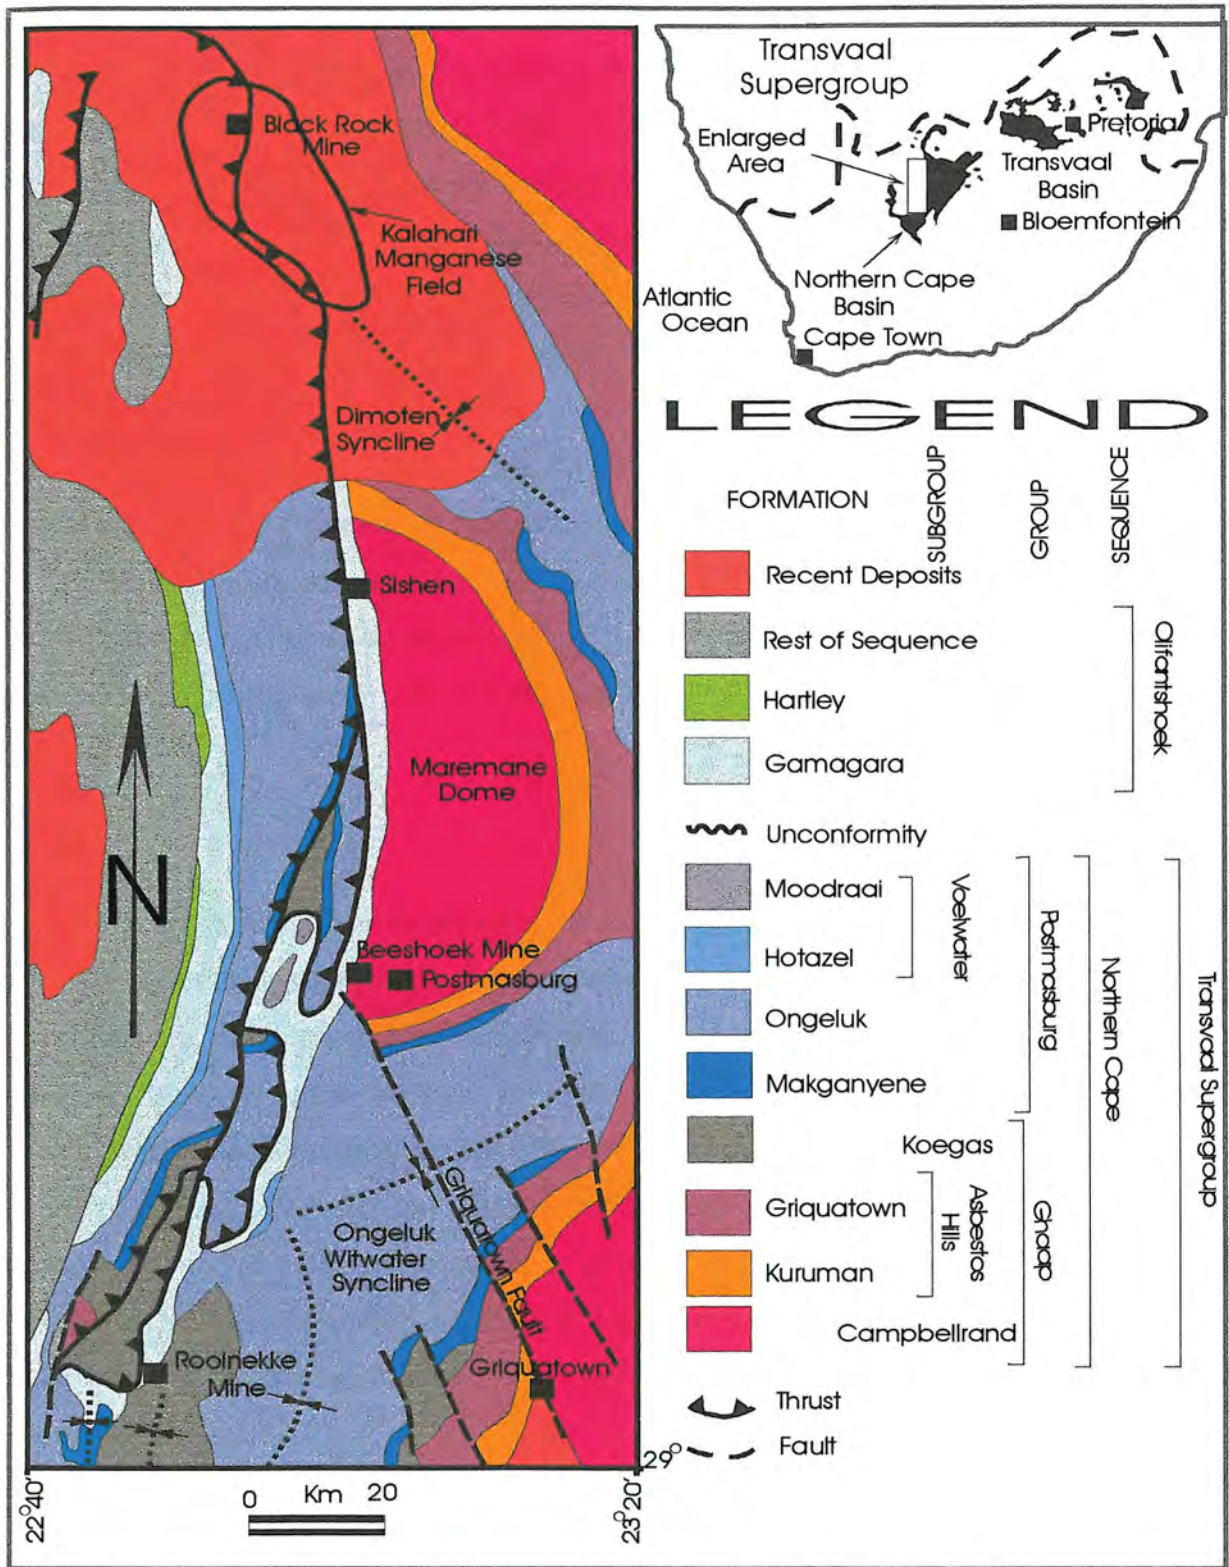 Black Rock
Mine
Kalahari
Manganese
Field
Dimoten
Syncline
Sishen
Maremane
Dome
N
Beeshoek Mine
Postmasburg
Griquatown Fault
Ongeluk
Witwater
Syncline
Rooinekke
Mine
Griquatown
29°
22°40'
23°20'
0 Km 20
Transvaal
Supergroup
Enlarged
Area
Pretoria
Transvaal
Basin
Bloemfontein
Northern Cape
Basin
Atlantic
Ocean
Cape Town
LEGEND
FORMATION
SUBGROUP
GROUP
SEQUENCE
Recent Deposits
Rest of Sequence
Hartley
Gamagara
Olifantshoek
Unconformity
Moodraai
Hotazel
Voelwater
Ongeluk
Makganyene
Postmasburg
Koegas
Griquatown
Kuruman
Asbestos
Hills
Campbellrand
Ghaap
Northern Cape
Transvaal Supergroup
Thrust
Fault